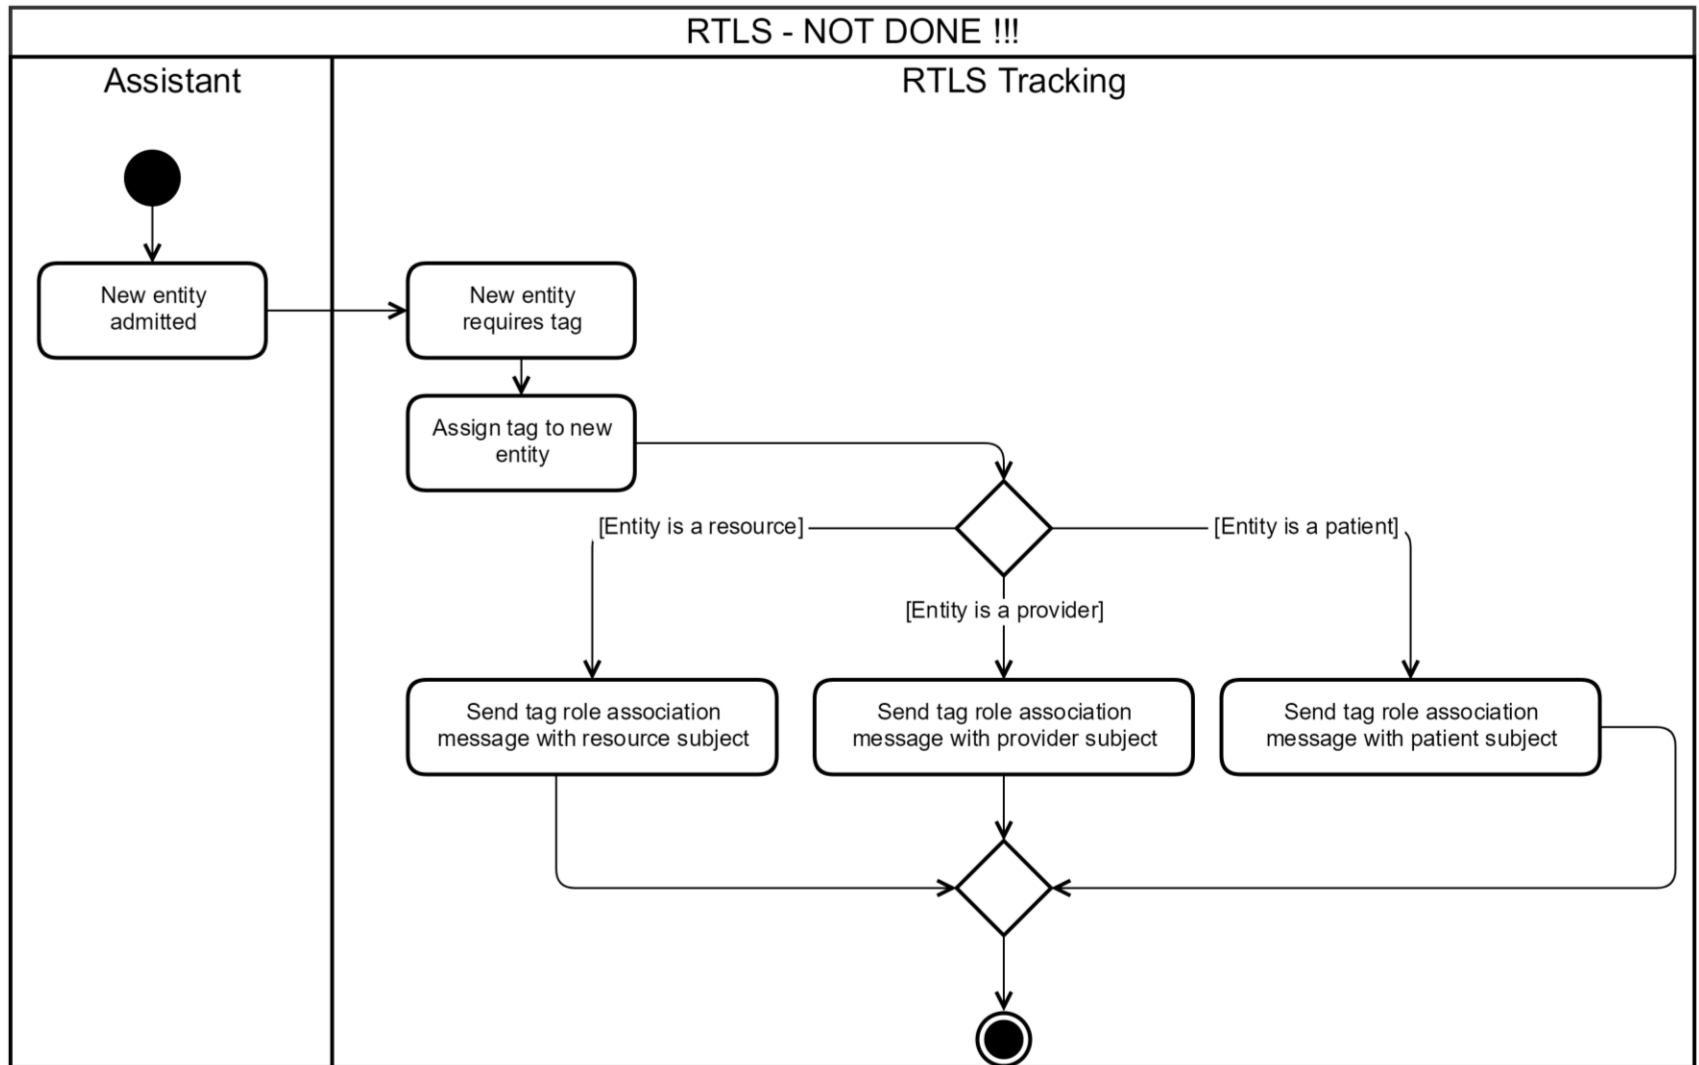 RTLS - NOT DONE !!!
Assistant
RTLS Tracking
New entity
admitted
New entity
requires tag
Assign tag to new
entity
[Entity is a resource]
[Entity is a patient]
[Entity is a provider]
Send tag role association
message with resource subject
Send tag role association
message with provider subject
Send tag role association
message with patient subject